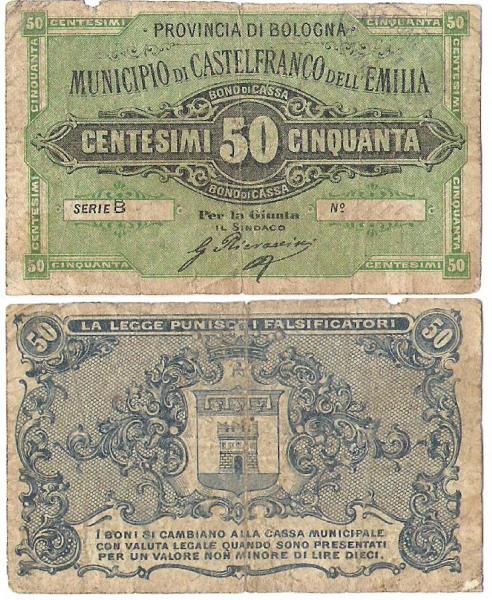 50 50
PROVINCIA DI BOLOGNA
MUNICIPIO DI CASTELFRANCO DELL'EMILIA
BONO DI CASSA
CENTESIMI 50 CINQUANTA
BONO DI CASSA
SERIE B
Nº
Per la Giunta
IL SINDACO
CENTESIMI
CINQUANTA
CINQUANTA
CENTESIMI
CINQUANTA
CENTESIMI
CENTESIMI
CINQUANTA
50 CINQUANTA CINQUANTA 50
50 50
LA LEGGE PUNISCE I FALSIFICATORI
I BONI SI CAMBIANO ALLA CASSA MUNICIPALE
CON VALUTA LEGALE QUANDO SONO PRESENTATI
PER UN VALORE NON MINORE DI LIRE DIECI.